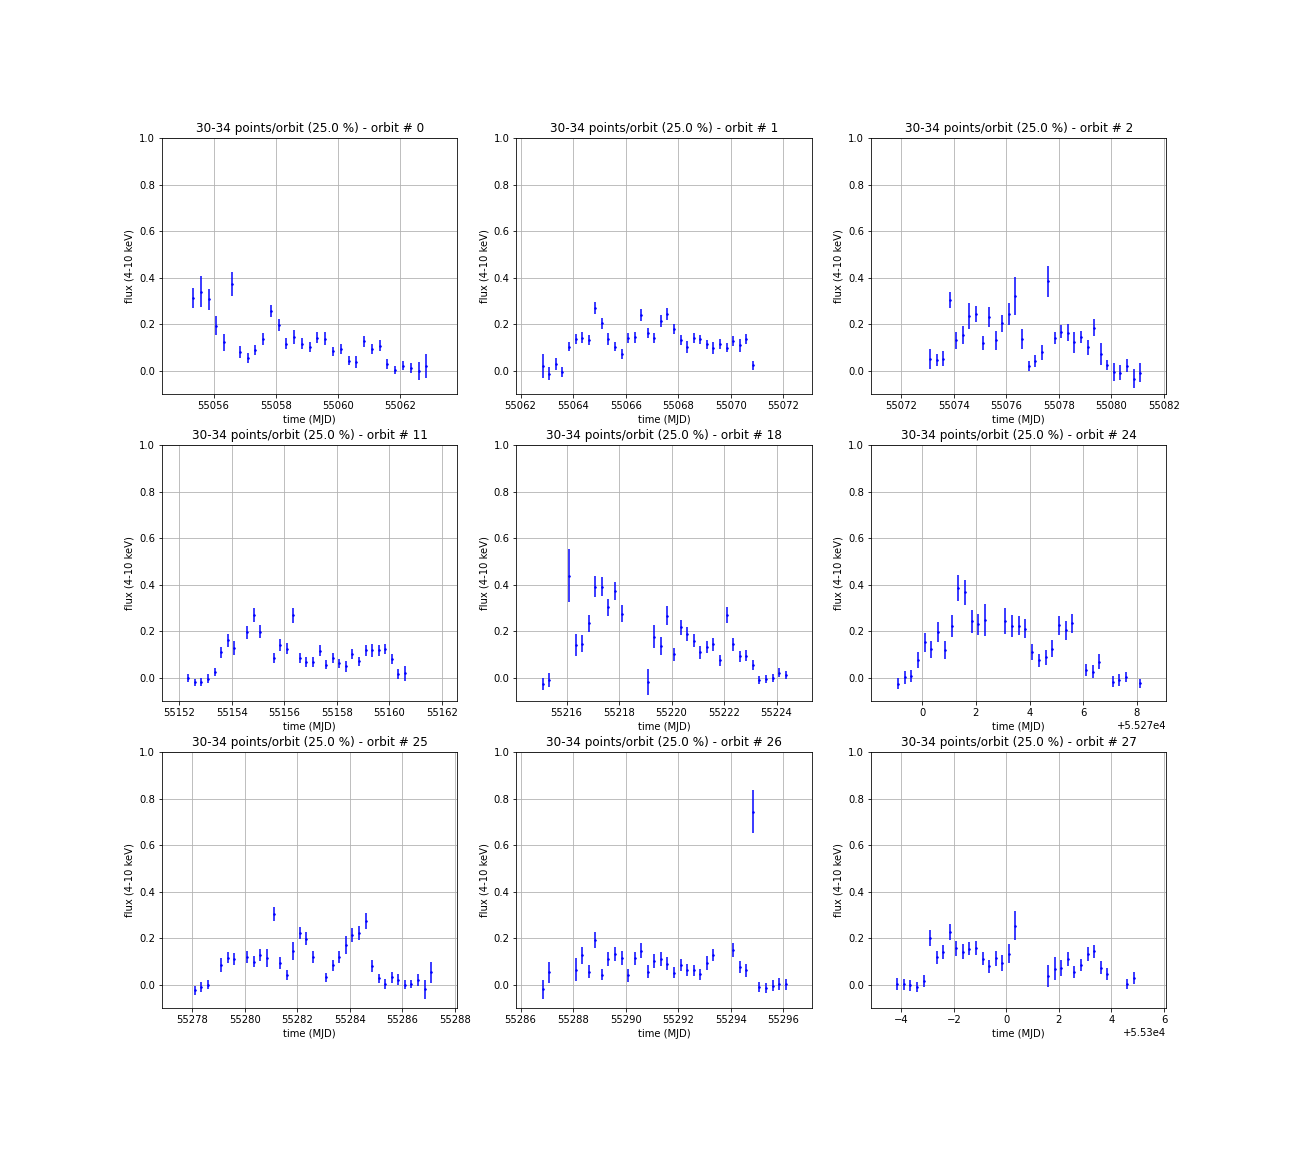 30-34 points/orbit (25.0 %) - orbit # 0
30-34 points/orbit (25.0 %) - orbit # 1
30-34 points/orbit (25.0 %) - orbit # 2
1.0
0.8
0.6
0.4
0.2
0.0
flux (4-10 keV)
55056 55058 55060 55062
time (MJD)
1.0
0.8
0.6
0.4
0.2
0.0
flux (4-10 keV)
55062 55064 55066 55068 55070 55072
time (MJD)
1.0
0.8
0.6
0.4
0.2
0.0
flux (4-10 keV)
55072 55074 55076 55078 55080 55082
time (MJD)
30-34 points/orbit (25.0 %) - orbit # 11
30-34 points/orbit (25.0 %) - orbit # 18
30-34 points/orbit (25.0 %) - orbit # 24
1.0
0.8
0.6
0.4
0.2
0.0
flux (4-10 keV)
55152 55154 55156 55158 55160 55162
time (MJD)
1.0
0.8
0.6
0.4
0.2
0.0
flux (4-10 keV)
55216 55218 55220 55222 55224
time (MJD)
1.0
0.8
0.6
0.4
0.2
0.0
flux (4-10 keV)
0 2 4 6 8
time (MJD)
+5.527e4
30-34 points/orbit (25.0 %) - orbit # 25
30-34 points/orbit (25.0 %) - orbit # 26
30-34 points/orbit (25.0 %) - orbit # 27
1.0
0.8
0.6
0.4
0.2
0.0
flux (4-10 keV)
55278 55280 55282 55284 55286 55288
time (MJD)
1.0
0.8
0.6
0.4
0.2
0.0
flux (4-10 keV)
55286 55288 55290 55292 55294 55296
time (MJD)
1.0
0.8
0.6
0.4
0.2
0.0
flux (4-10 keV)
−4 −2 0 2 4 6
time (MJD)
+5.53e4